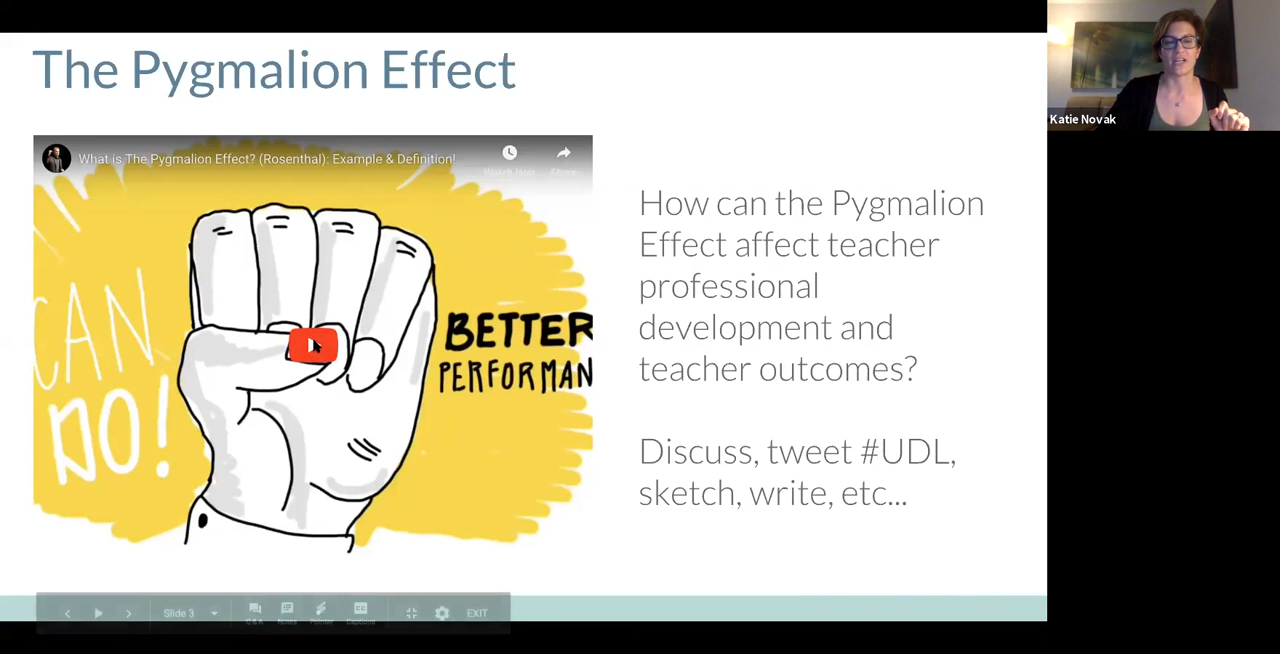 The Pygmalion Effect
What is The Pygmalion Effect? (Rosenthal): Example & Definition!
Watch later
Share
CAN
DO!
BETTER
PERFORMAN
How can the Pygmalion
Effect affect teacher
professional
development and
teacher outcomes?
Discuss, tweet #UDL,
sketch, write, etc...
Katie Novak
Slide 3
Q & A
Notes
Pointer
Captions
EXIT